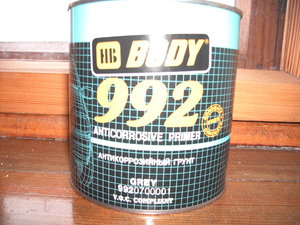 HB BODY
992
ANTICORROSIVE PRIMER
АНТИКОРРОЗИЙНЫЙ ГРУНТ
GREY
9920700001
V.O.C. COMPLIANT